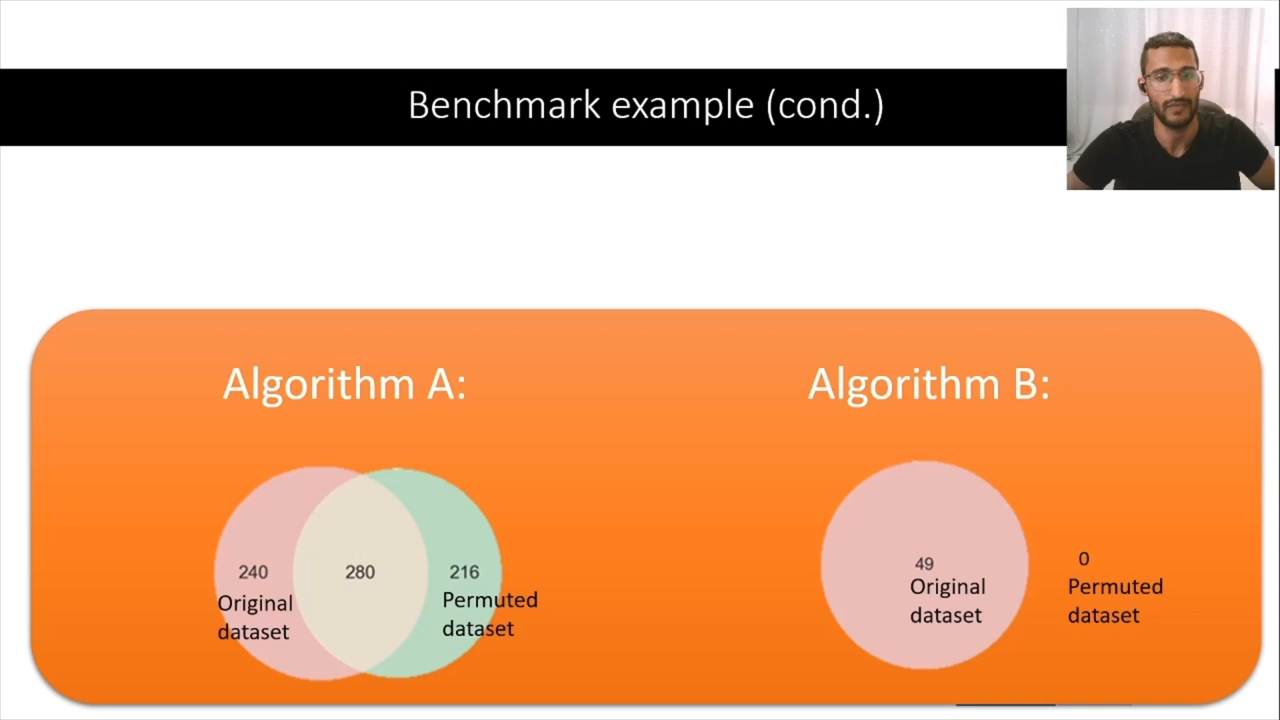 Benchmark example (cond.)
Algorithm A:
Algorithm B:
240
280
216
Original
dataset
Permuted
dataset
49
Original
dataset
0
Permuted
dataset